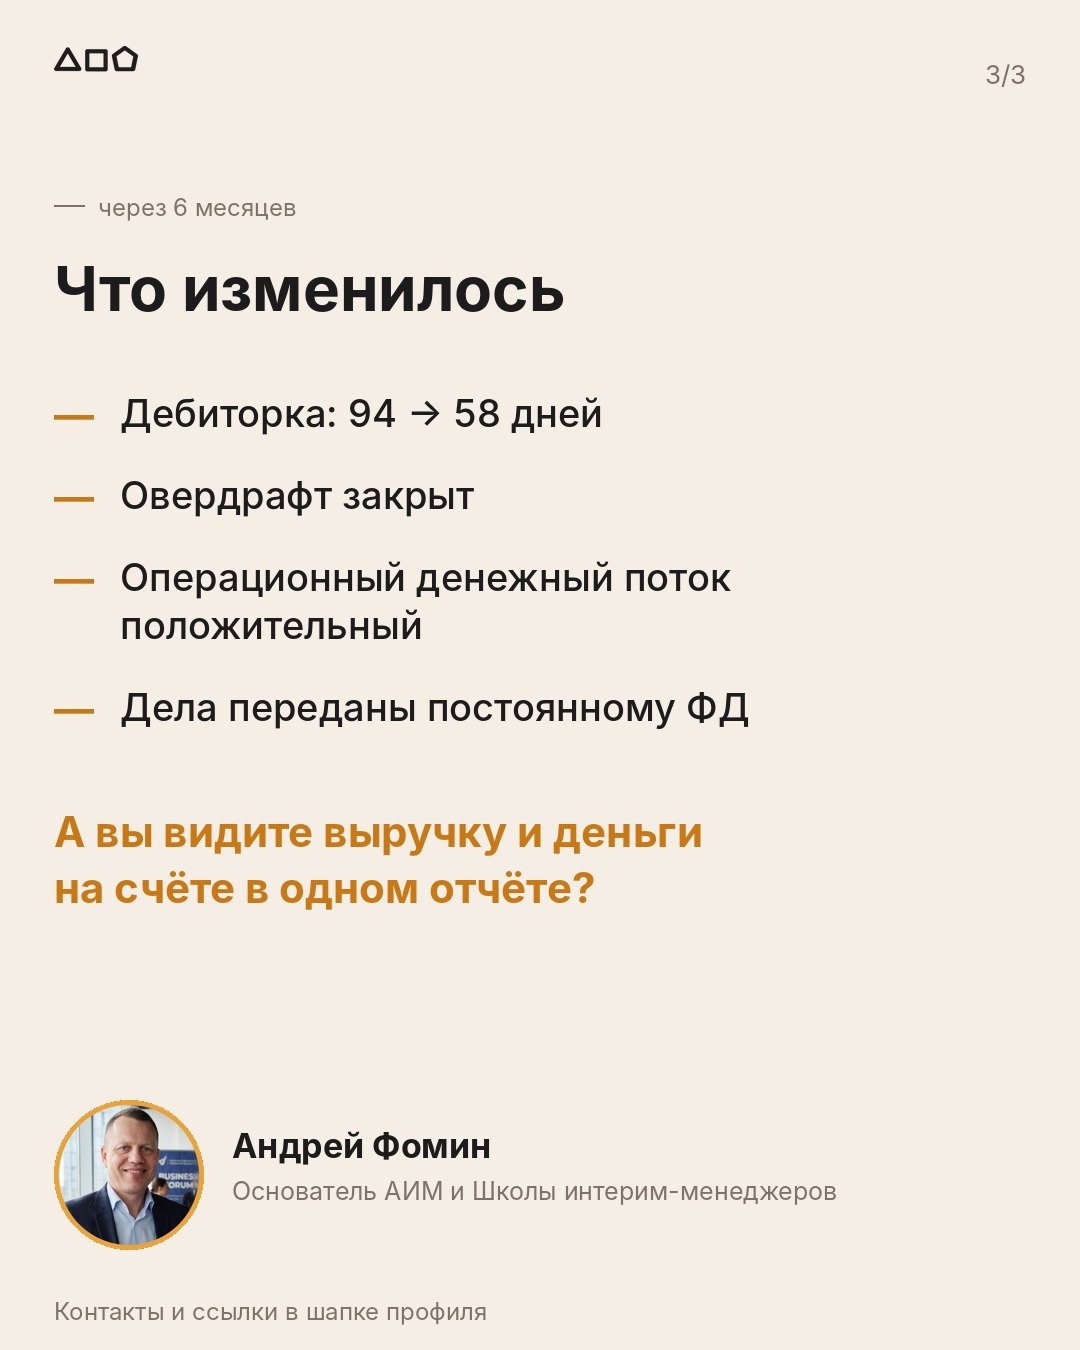 3/3
— через 6 месяцев
Что изменилось
— Дебиторка: 94 → 58 дней
— Овердрафт закрыт
— Операционный денежный поток
положительный
— Дела переданы постоянному ФД
А вы видите выручку и деньги
на счёте в одном отчёте?
BUSINESS
FORUM
Андрей Фомин
Основатель АИМ и Школы интерим-менеджеров
Контакты и ссылки в шапке профиля